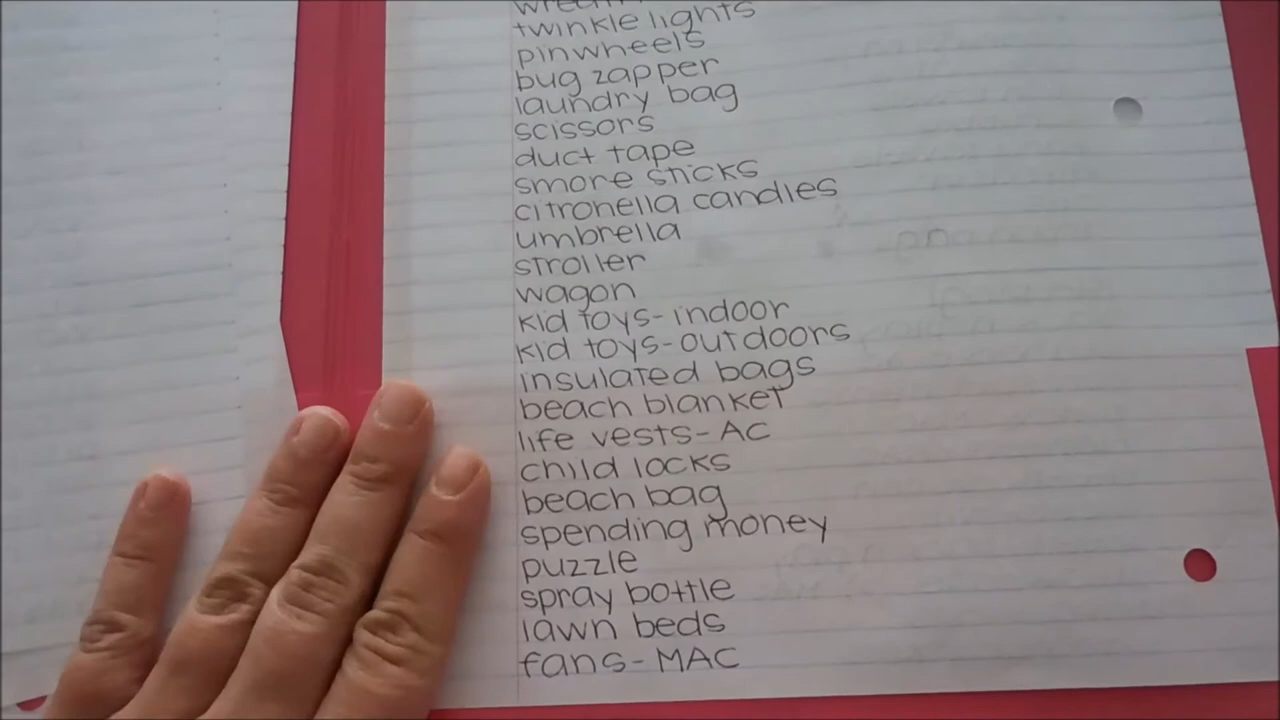 twinkle lights
pinwheels
bug zapper
laundry bag
scissors
duct tape
smore sticks
citronella candles
umbrella
stroller
wagon
kid toys-indoor
kid toys-outdoors
insulated bags
beach blanket
life vests-AC
child locks
beach bag
spending money
puzzle
spray bottle
lawn beds
fans-MAC